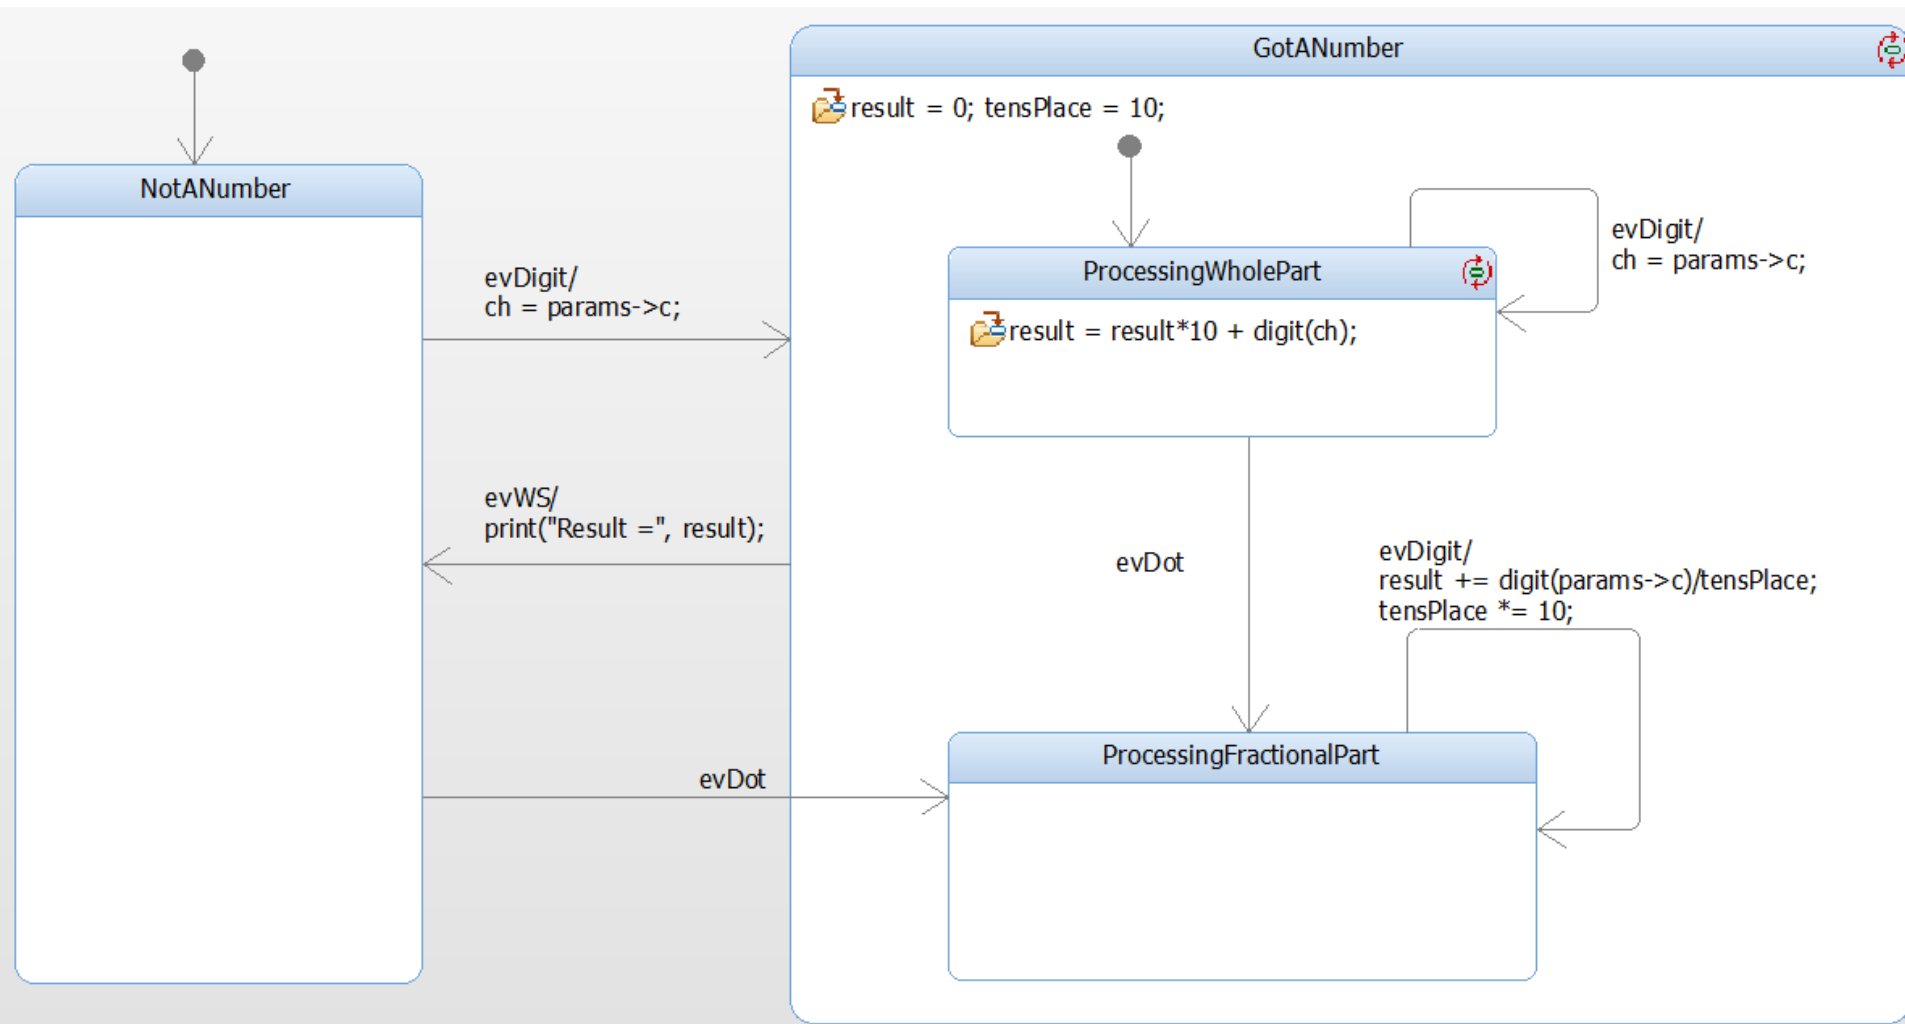 GotANumber
result = 0; tensPlace = 10;
NotANumber
evDigit/
ch = params->c;
evDigit/
ch = params->c;
ProcessingWholePart
result = result*10 + digit(ch);
evWS/
print("Result =", result);
evDot
evDigit/
result += digit(params->c)/tensPlace;
tensPlace *= 10;
evDot
ProcessingFractionalPart